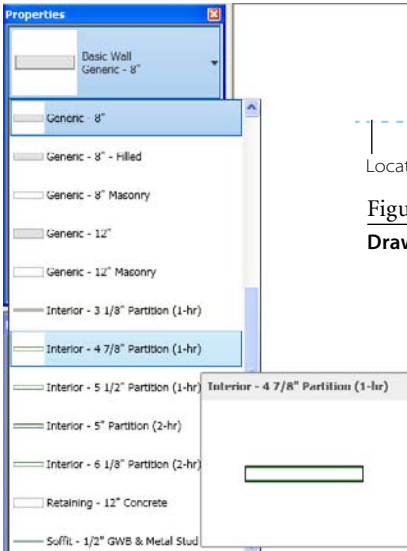 Properties
Basic Wall
Generic - 8"
Generic - 8"
Generic - 8" - Filled
Generic - 8" Masonry
Generic - 12"
Generic - 12" Masonry
Interior - 3 1/8" Partition (1-hr)
Interior - 4 7/8" Partition (1-hr)
Interior - 5 1/2" Partition (1-hr)
Interior - 5" Partition (2-hr)
Interior - 6 1/8" Partition (2-hr)
Retaining - 12" Concrete
Soffit - 1/2" GWB & Metal Stud
Interior - 4 7/8" Partition (1-hr)
Locat
Figu
Draw